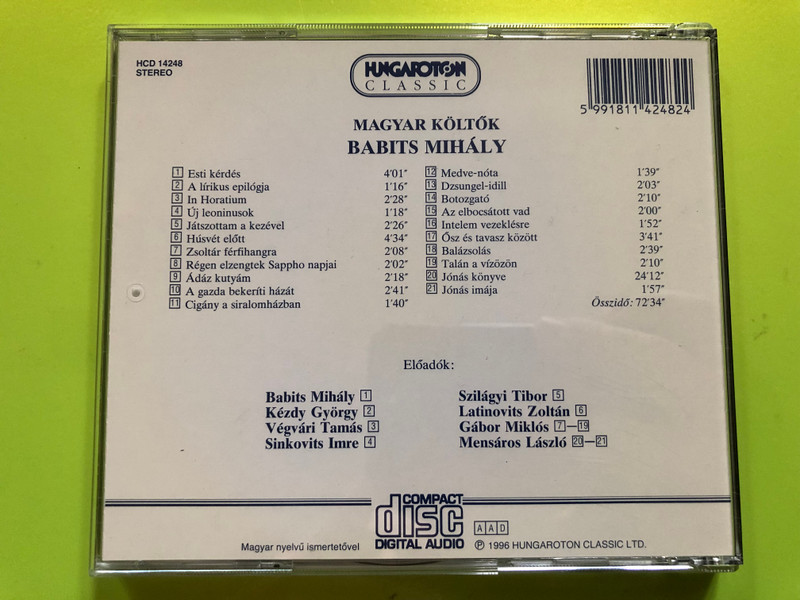 HCD 14248
STEREO
HUNGAROTON
CLASSIC
5 991811 424824
MAGYAR KÖLTŐK
BABITS MIHÁLY
1 Esti kérdés 4'01"
2 A lírikus epilógja 1'16"
3 In Horatium 2'28"
4 Új leoninusok 1'18"
5 Játszottam a kezével 2'26"
6 Húsvét előtt 4'34"
7 Zsoltár férfihangra 2'08"
8 Régen elzengtek Sappho napjai 2'02"
9 Ádáz kutyám 2'18"
10 A gazda bekeríti házát 2'41"
11 Cigány a siralomházban 1'40"
12 Medve-nóta 1'39"
13 Dzsungel-idill 2'03"
14 Botozgató 2'10"
15 Az elbocsátott vad 2'00"
16 Intelem vezeklésre 1'52"
17 Ősz és tavasz között 3'41"
18 Balázsolás 2'39"
19 Talán a vízözön 2'10"
20 Jónás könyve 24'12"
21 Jónás imája 1'57"
Összidő: 72'34"
Előadók:
Babits Mihály 1
Kézdy György 2
Végvári Tamás 3
Sinkovits Imre 4
Szilágyi Tibor 5
Latinovits Zoltán 6
Gábor Miklós 7–19
Mensáros László 20–21
Magyar nyelvű ismertetővel
COMPACT
disc
DIGITAL AUDIO
AAD
℗ 1996 HUNGAROTON CLASSIC LTD.